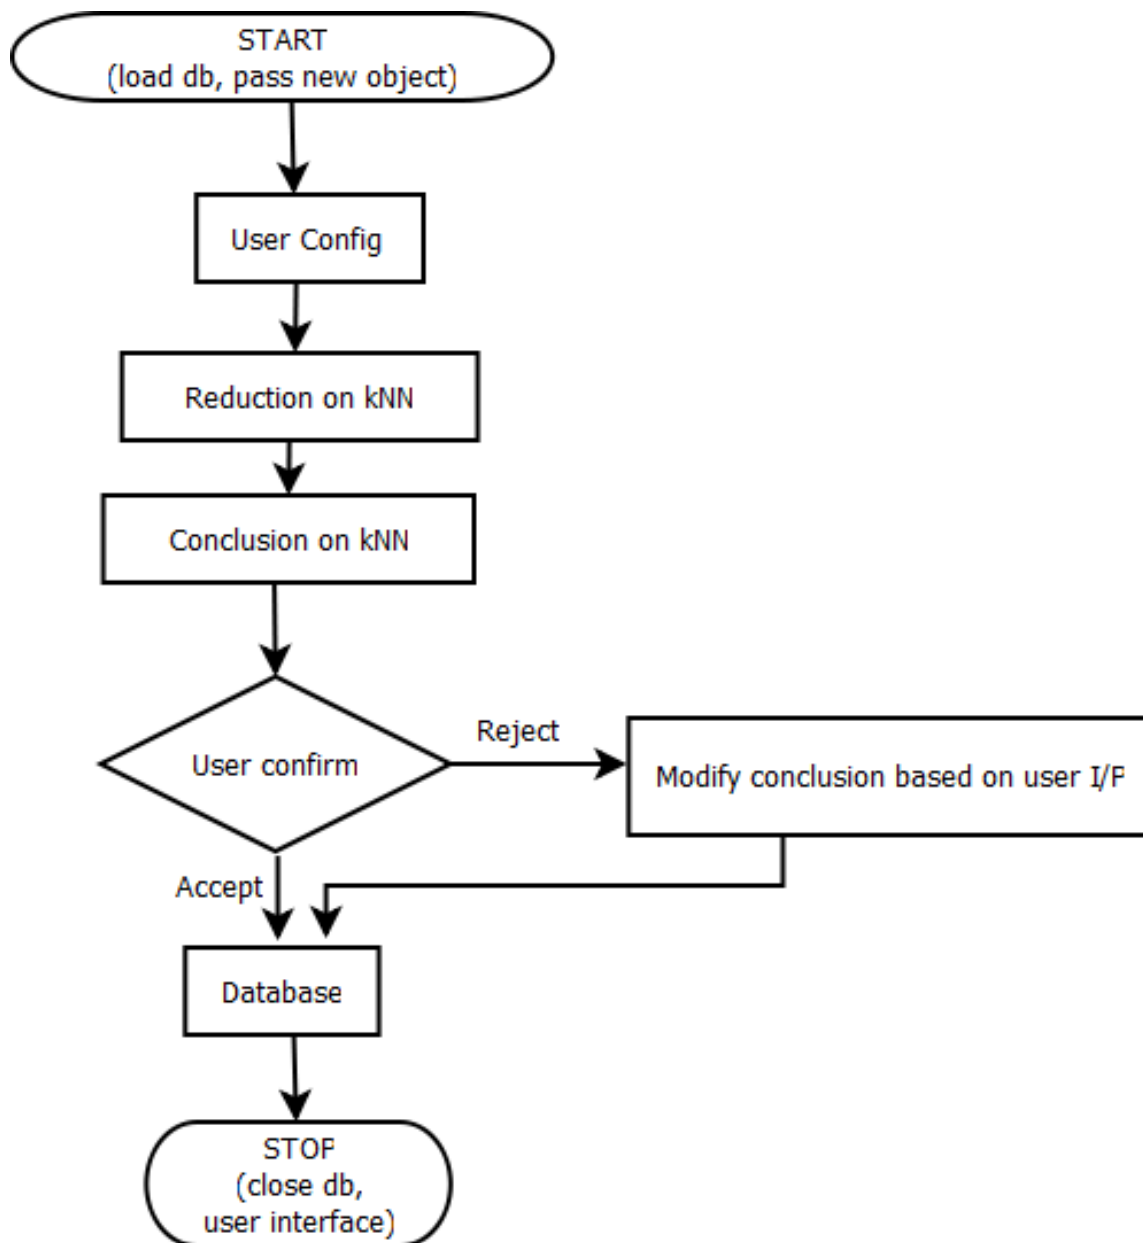 START
(load db, pass new object)
User Config
Reduction on kNN
Conclusion on kNN
User confirm
Reject
Modify conclusion based on user I/P
Accept
Database
STOP
(close db,
user interface)